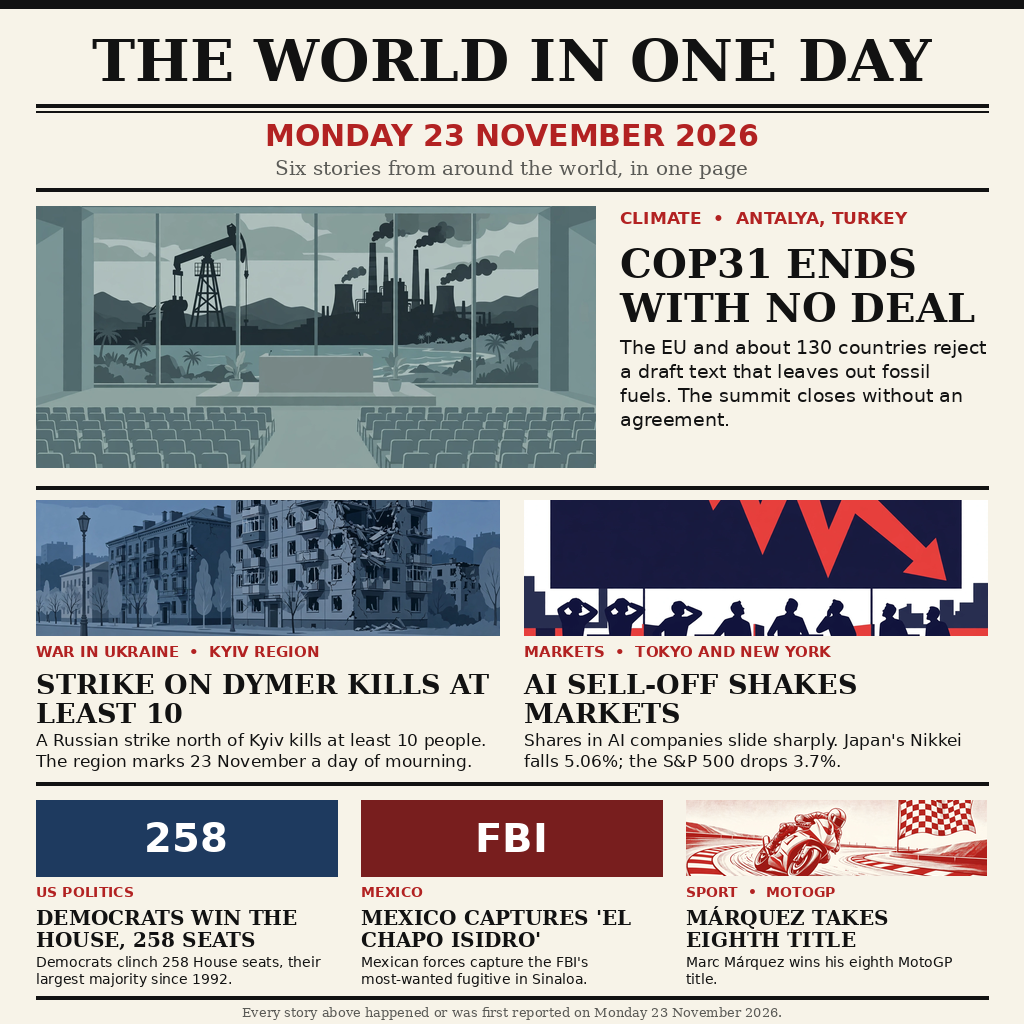 THE WORLD IN ONE DAY
MONDAY 23 NOVEMBER 2026
Six stories from around the world, in one page
CLIMATE • ANTALYA, TURKEY
COP31 ENDS
WITH NO DEAL
The EU and about 130 countries reject
a draft text that leaves out fossil
fuels. The summit closes without an
agreement.
WAR IN UKRAINE • KYIV REGION
STRIKE ON DYMER KILLS AT
LEAST 10
A Russian strike north of Kyiv kills at least 10 people.
The region marks 23 November a day of mourning.
MARKETS • TOKYO AND NEW YORK
AI SELL-OFF SHAKES
MARKETS
Shares in AI companies slide sharply. Japan's Nikkei
falls 5.06%; the S&P 500 drops 3.7%.
258
US POLITICS
DEMOCRATS WIN THE
HOUSE, 258 SEATS
Democrats clinch 258 House seats, their
largest majority since 1992.
FBI
MEXICO
MEXICO CAPTURES 'EL
CHAPO ISIDRO'
Mexican forces capture the FBI's
most-wanted fugitive in Sinaloa.
SPORT • MOTOGP
MÁRQUEZ TAKES
EIGHTH TITLE
Marc Márquez wins his eighth MotoGP
title.
Every story above happened or was first reported on Monday 23 November 2026.